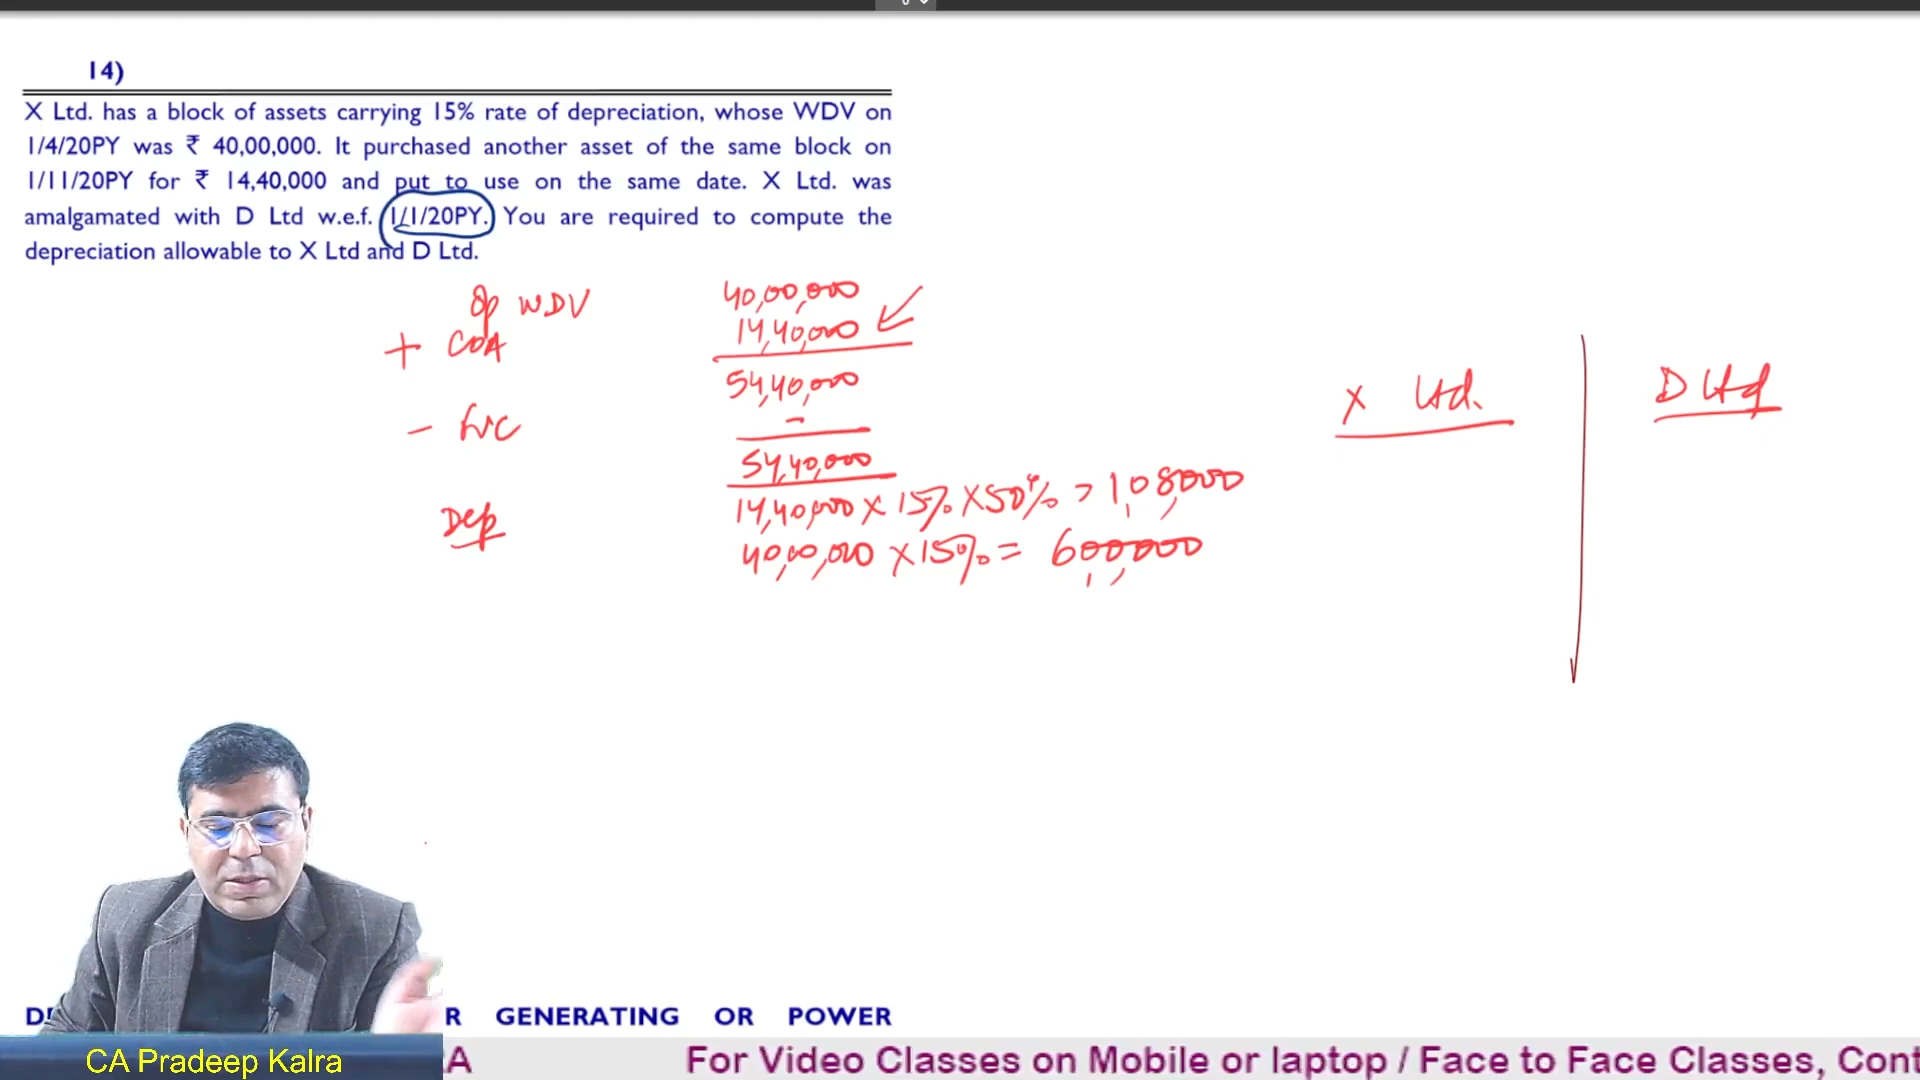 14)
X Ltd. has a block of assets carrying 15% rate of depreciation, whose WDV on
1/4/20PY was ₹ 40,00,000. It purchased another asset of the same block on
1/11/20PY for ₹ 14,40,000 and put to use on the same date. X Ltd. was
amalgamated with D Ltd w.e.f. 1/1/20PY. You are required to compute the
depreciation allowable to X Ltd and D Ltd.
Op WDV 40,00,000
+ COA 14,40,000
54,40,000
-
54,40,000
Dep 14,40,000 × 15% × 50% = 1,08,000
40,00,000 × 15% = 6,00,000
X Ltd.
D Ltd
R GENERATING OR POWER
CA Pradeep Kalra
RA For Video Classes on Mobile or laptop / Face to Face Classes, Cont